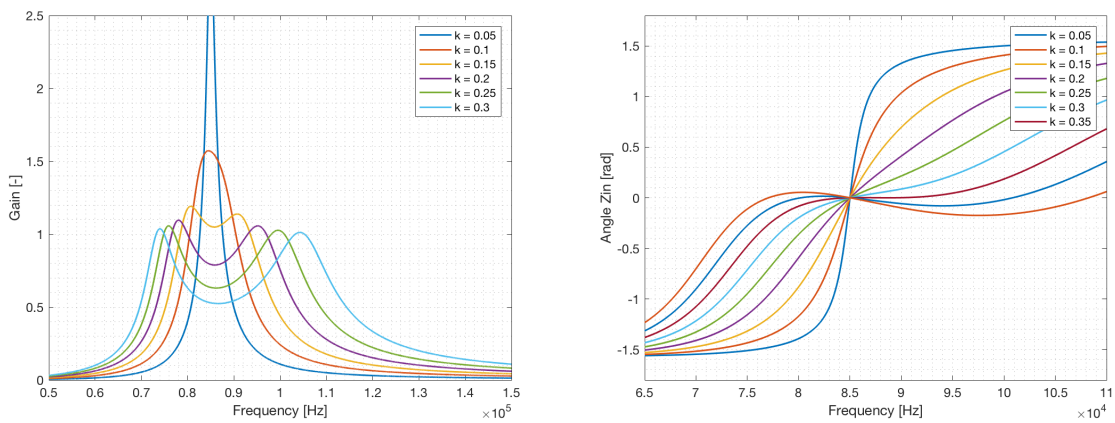 2.5
2
1.5
1
0.5
0
Gain [-]
k = 0.05
k = 0.1
k = 0.15
k = 0.2
k = 0.25
k = 0.3
0.5 0.6 0.7 0.8 0.9 1 1.1 1.2 1.3 1.4 1.5
Frequency [Hz]
×10^5
1.5
1
0.5
0
-0.5
-1
-1.5
Angle Zin [rad]
k = 0.05
k = 0.1
k = 0.15
k = 0.2
k = 0.25
k = 0.3
k = 0.35
6.5 7 7.5 8 8.5 9 9.5 10 10.5 11
Frequency [Hz]
×10^4